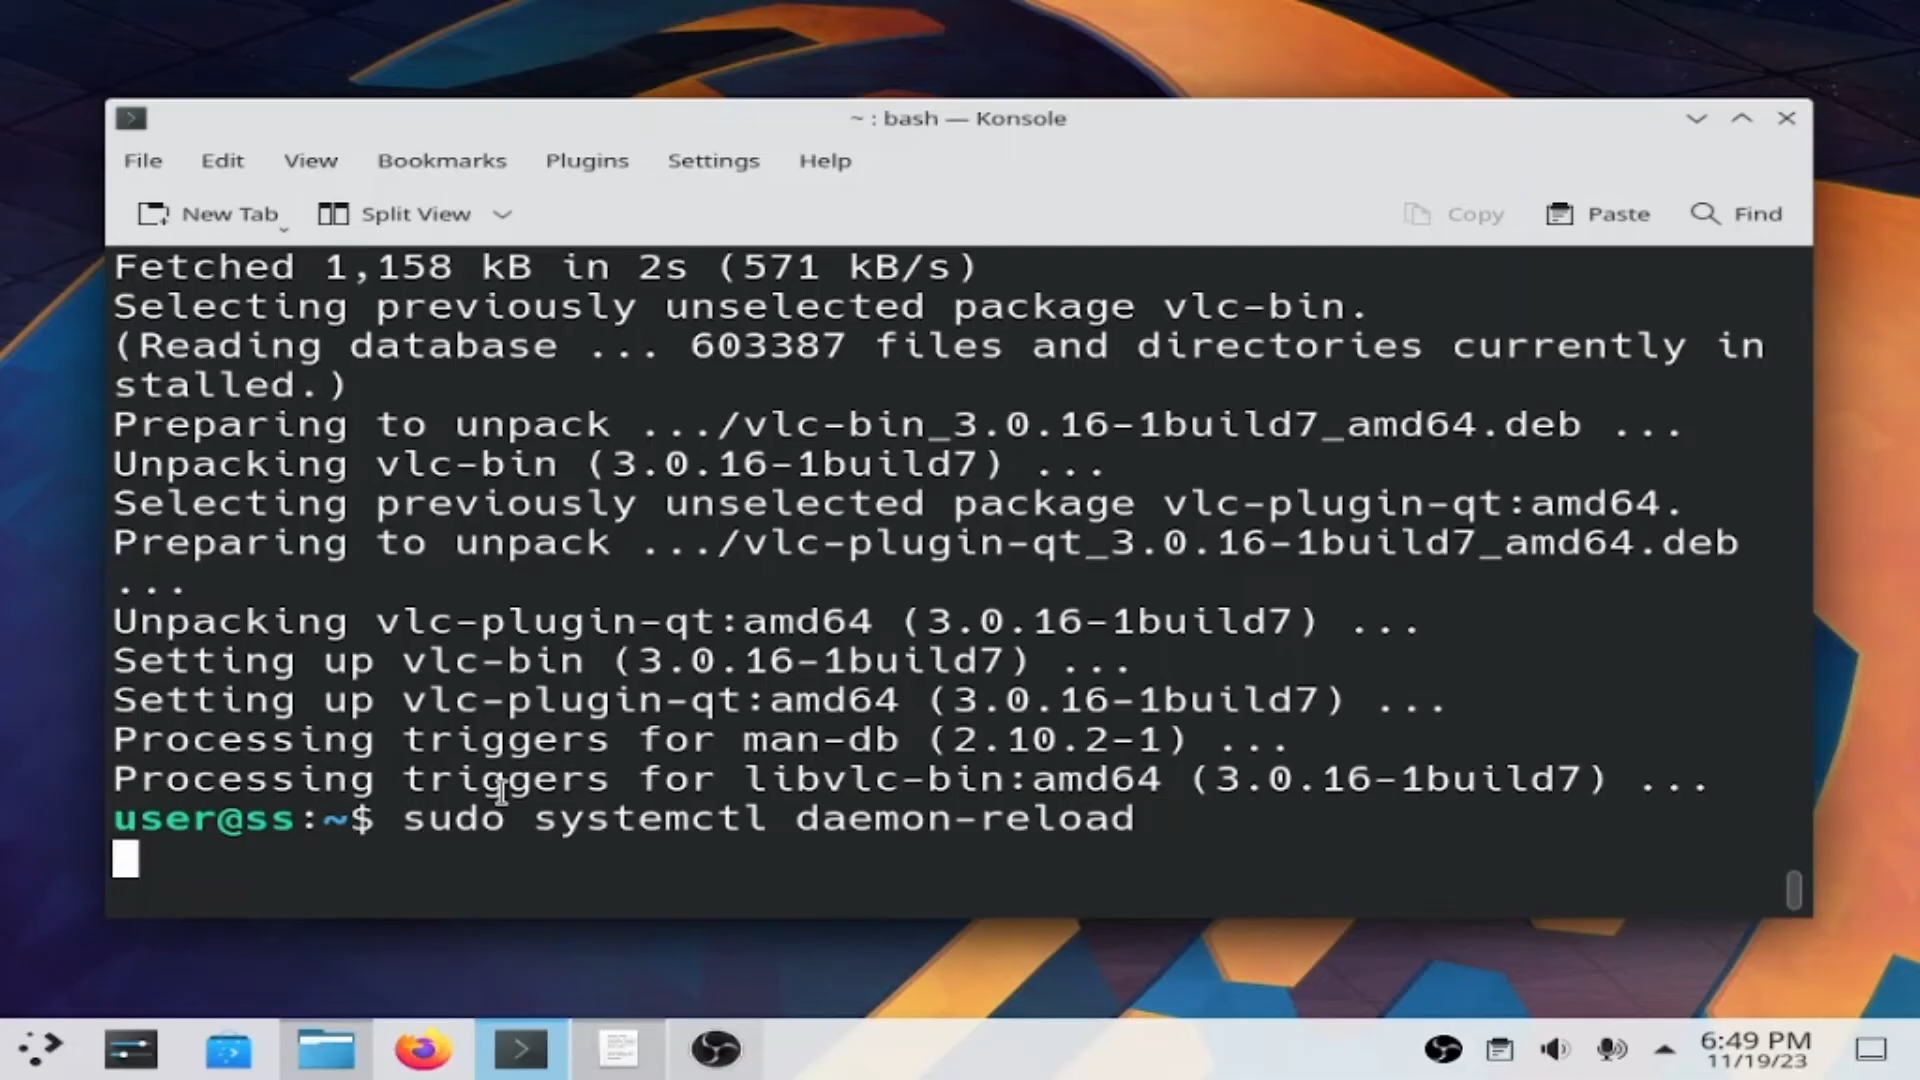 ~ : bash — Konsole
File Edit View Bookmarks Plugins Settings Help
New Tab Split View Copy Paste Find
Fetched 1,158 kB in 2s (571 kB/s)
Selecting previously unselected package vlc-bin.
(Reading database ... 603387 files and directories currently in
stalled.)
Preparing to unpack .../vlc-bin_3.0.16-1build7_amd64.deb ...
Unpacking vlc-bin (3.0.16-1build7) ...
Selecting previously unselected package vlc-plugin-qt:amd64.
Preparing to unpack .../vlc-plugin-qt_3.0.16-1build7_amd64.deb
...
Unpacking vlc-plugin-qt:amd64 (3.0.16-1build7) ...
Setting up vlc-bin (3.0.16-1build7) ...
Setting up vlc-plugin-qt:amd64 (3.0.16-1build7) ...
Processing triggers for man-db (2.10.2-1) ...
Processing triggers for libvlc-bin:amd64 (3.0.16-1build7) ...
user@ss:~$ sudo systemctl daemon-reload
6:49 PM
11/19/23